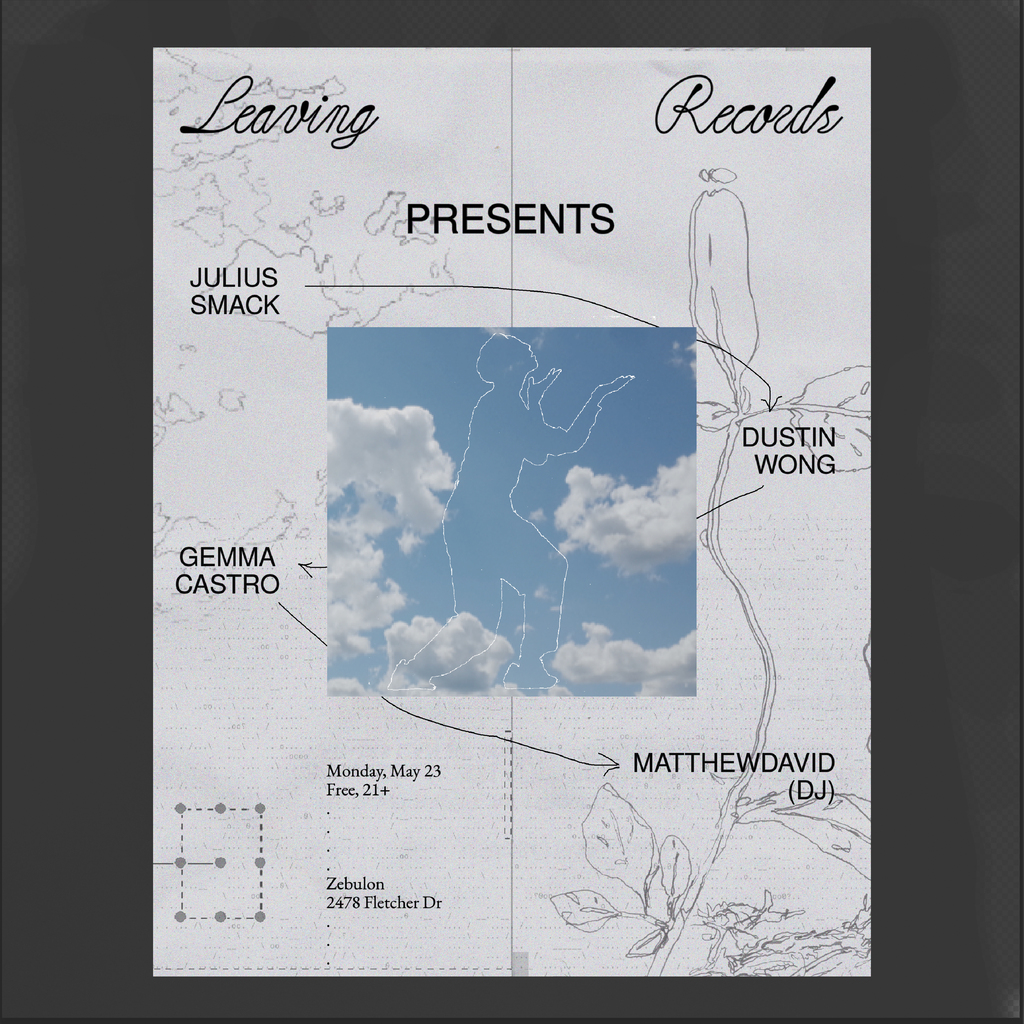 Leaving Records
PRESENTS
JULIUS
SMACK
DUSTIN
WONG
GEMMA
CASTRO
MATTHEWDAVID
(DJ)
Monday, May 23
Free, 21+
.
.
.
.
Zebulon
2478 Fletcher Dr
.
.
.